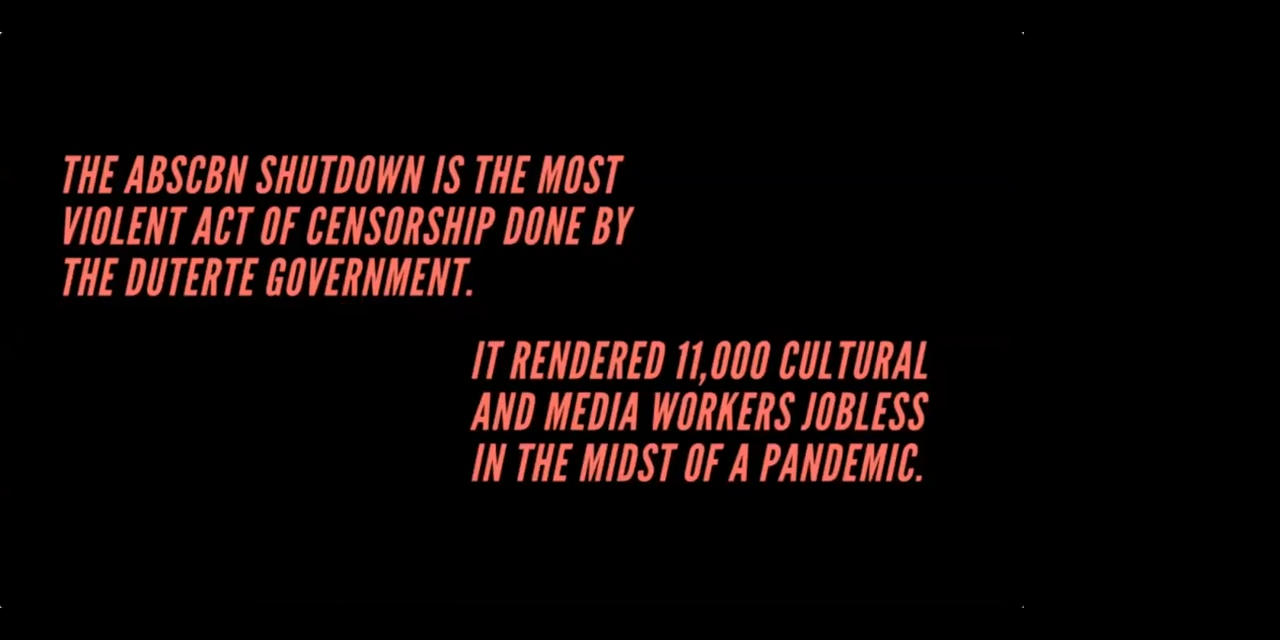 THE ABSCBN SHUTDOWN IS THE MOST
VIOLENT ACT OF CENSORSHIP DONE BY
THE DUTERTE GOVERNMENT.
IT RENDERED 11,000 CULTURAL
AND MEDIA WORKERS JOBLESS
IN THE MIDST OF A PANDEMIC.